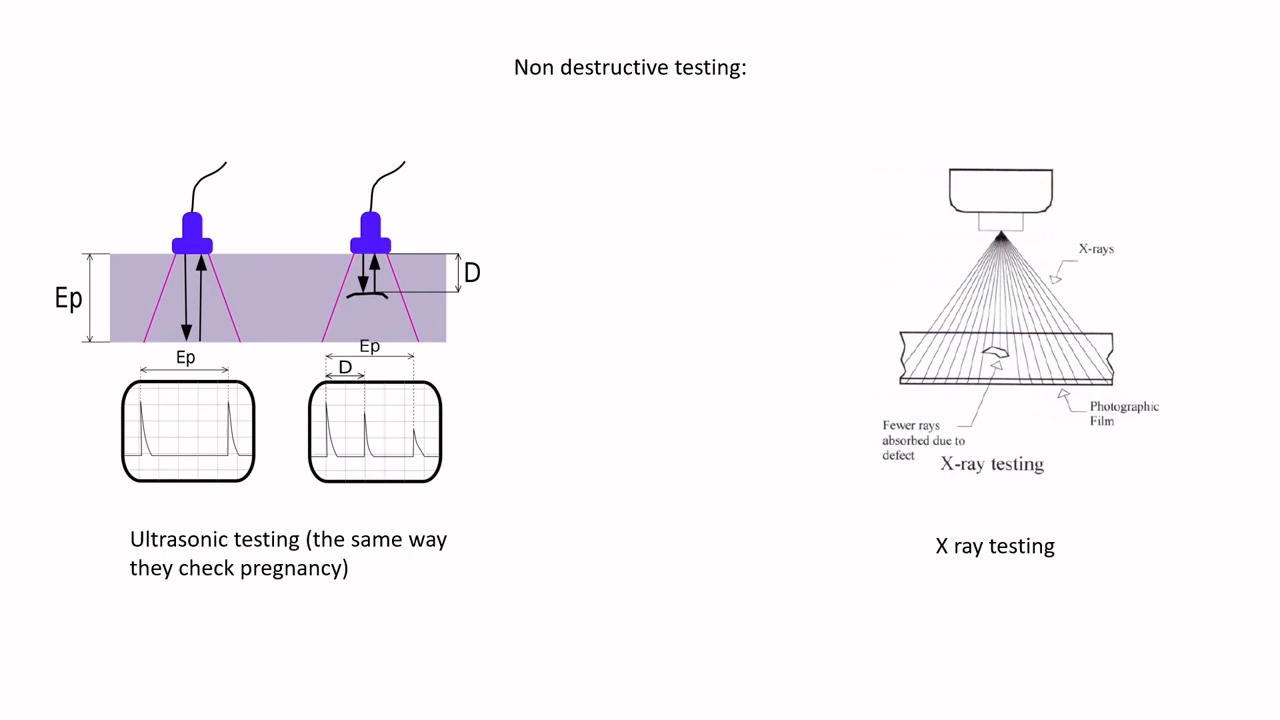 Non destructive testing:
Ep
D
Ep
Ep
D
Ultrasonic testing (the same way
they check pregnancy)
X-rays
Photographic
Film
Fewer rays
absorbed due to
defect
X-ray testing
X ray testing